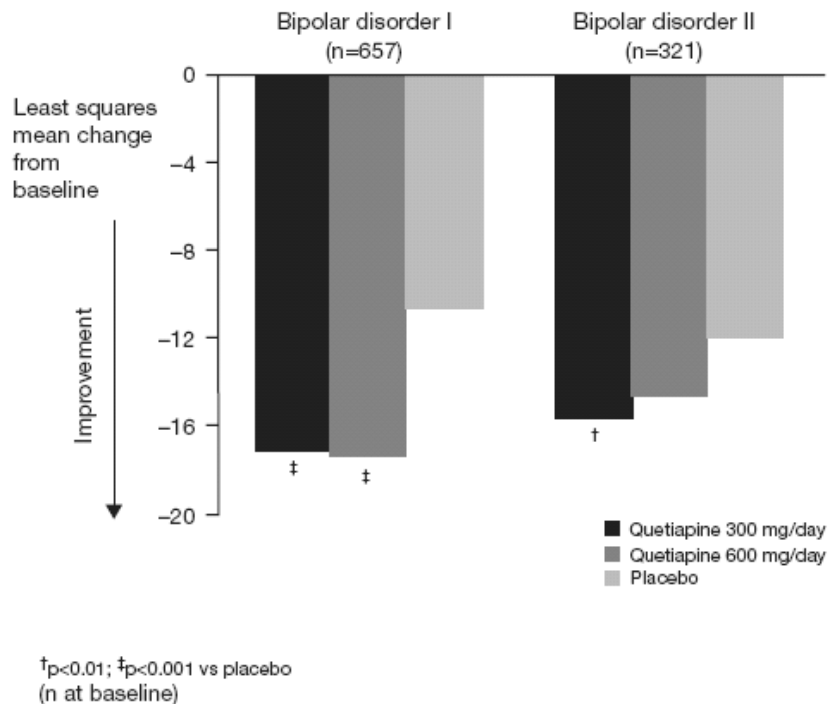 Bipolar disorder I
(n=657)
Bipolar disorder II
(n=321)
Least squares
mean change
from
baseline
Improvement
0
–4
–8
–12
–16
–20
‡
‡
†
Quetiapine 300 mg/day
Quetiapine 600 mg/day
Placebo
†p<0.01; ‡p<0.001 vs placebo
(n at baseline)